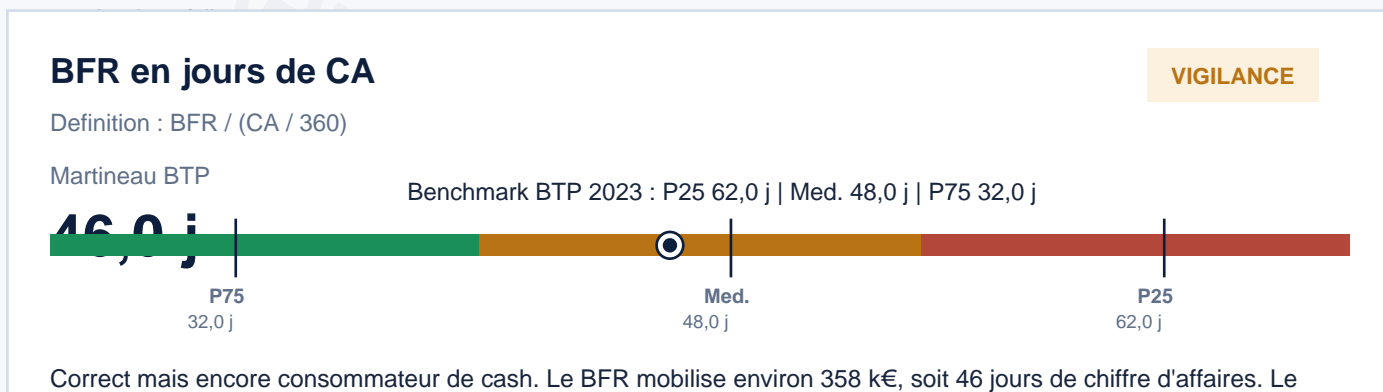 BFR en jours de CA
VIGILANCE
Definition : BFR / (CA / 360)
Martineau BTP
Benchmark BTP 2023 : P25 62,0 j | Med. 48,0 j | P75 32,0 j
46,0 j
P75
Med.
P25
32,0 j
48,0 j
62,0 j
Correct mais encore consommateur de cash. Le BFR mobilise environ 358 k€, soit 46 jours de chiffre d'affaires. Le